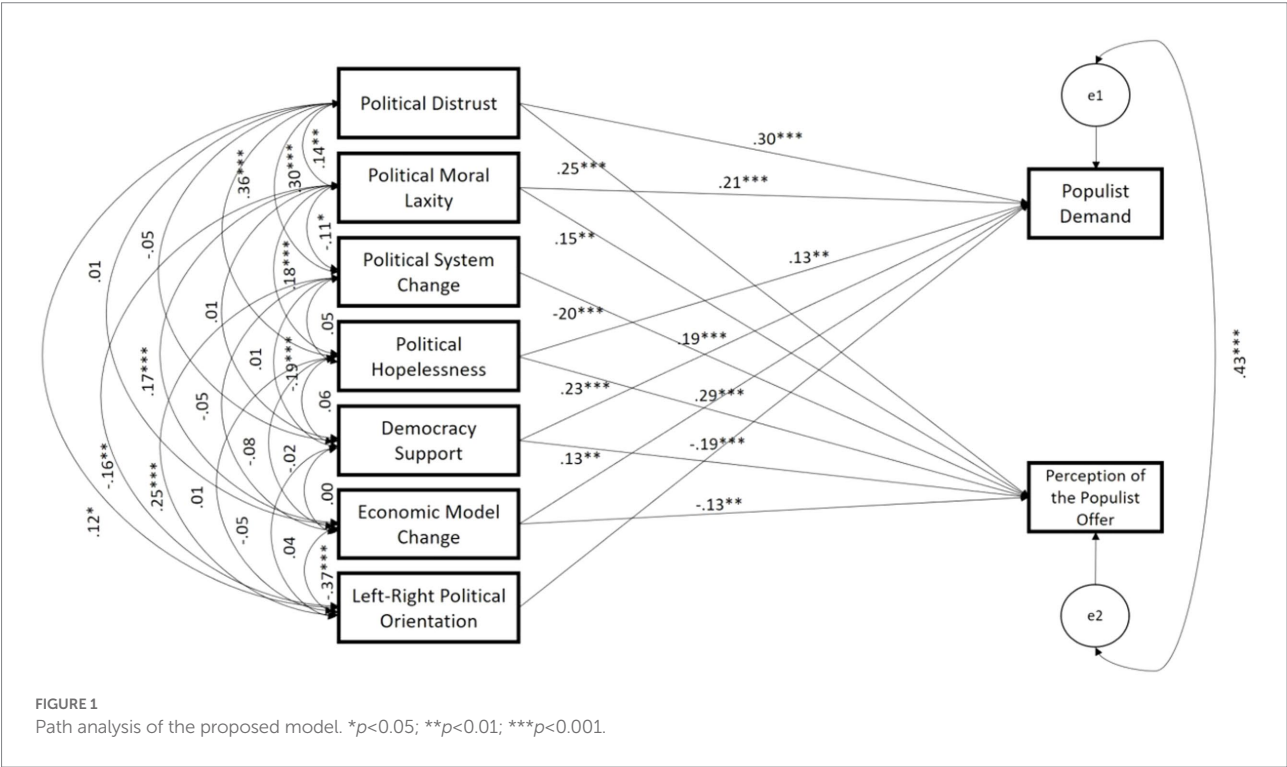 Political Distrust
Political Moral
Laxity
Political System
Change
Political
Hopelessness
Democracy
Support
Economic Model
Change
Left-Right Political
Orientation
.14**
.30***
.36***
-.05
.01
.12*
-.11*
.18***
.01
.17***
-.16**
.05
-.19***
.01
-.05
.25***
.06
-.02
-.08
.01
.00
.04
-.05
-.37***
.30***
.25***
.21***
.15**
.13**
-20***
.19***
.23***
.29***
-.19***
.13**
-.13**
e1
Populist
Demand
Perception of
the Populist
Offer
e2
.43***
FIGURE 1
Path analysis of the proposed model. *p<0.05; **p<0.01; ***p<0.001.